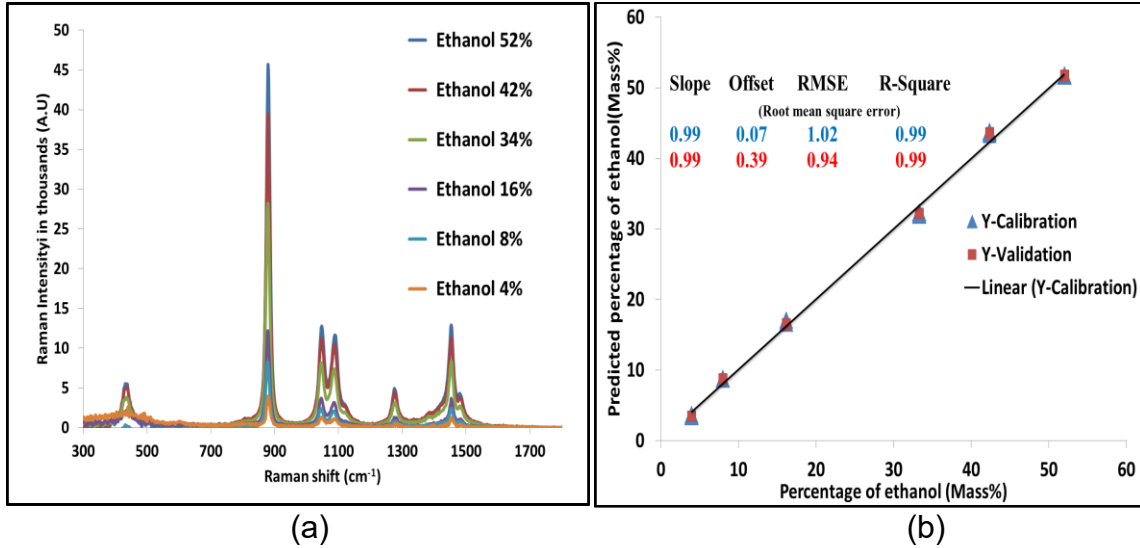 50
45
40
35
30
25
20
15
10
5
0
Raman Intensityi in thousands (A.U)
Ethanol 52%
Ethanol 42%
Ethanol 34%
Ethanol 16%
Ethanol 8%
Ethanol 4%
300 500 700 900 1100 1300 1500 1700
Raman shift (cm-1)
(a)
60
50
40
30
20
10
0
Predicted percentage of ethanol(Mass%)
Slope Offset RMSE R-Square
(Root mean square error)
0.99 0.07 1.02 0.99
0.99 0.39 0.94 0.99
Y-Calibration
Y-Validation
Linear (Y-Calibration)
0 10 20 30 40 50 60
Percentage of ethanol (Mass%)
(b)